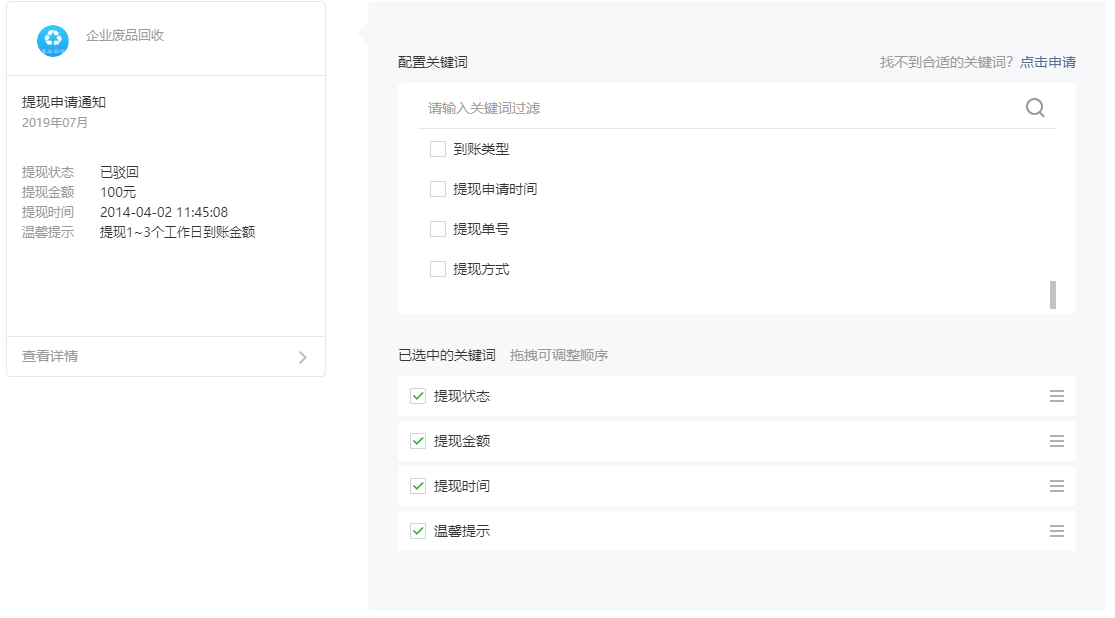 企业废品回收
提现申请通知
2019年07月
提现状态 已驳回
提现金额 100元
提现时间 2014-04-02 11:45:08
温馨提示 提现1~3个工作日到账金额
查看详情
配置关键词 找不到合适的关键词? 点击申请
请输入关键词过滤
到账类型
提现申请时间
提现单号
提现方式
已选中的关键词 拖拽可调整顺序
提现状态
提现金额
提现时间
温馨提示